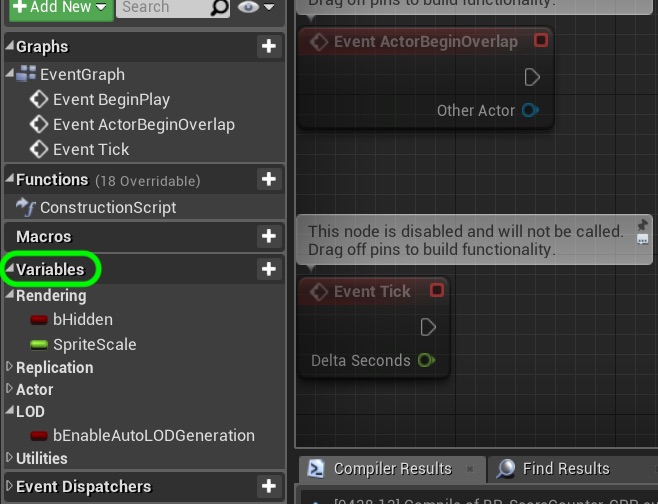 Add New
Search
Graphs
EventGraph
Event BeginPlay
Event ActorBeginOverlap
Event Tick
Functions (18 Overridable)
ConstructionScript
Macros
Variables
Rendering
bHidden
SpriteScale
Replication
Actor
LOD
bEnableAutoLODGeneration
Utilities
Event Dispatchers
Drag off pins to build functionality.
Event ActorBeginOverlap
Other Actor
This node is disabled and will not be called.
Drag off pins to build functionality.
Event Tick
Delta Seconds
Compiler Results
Find Results